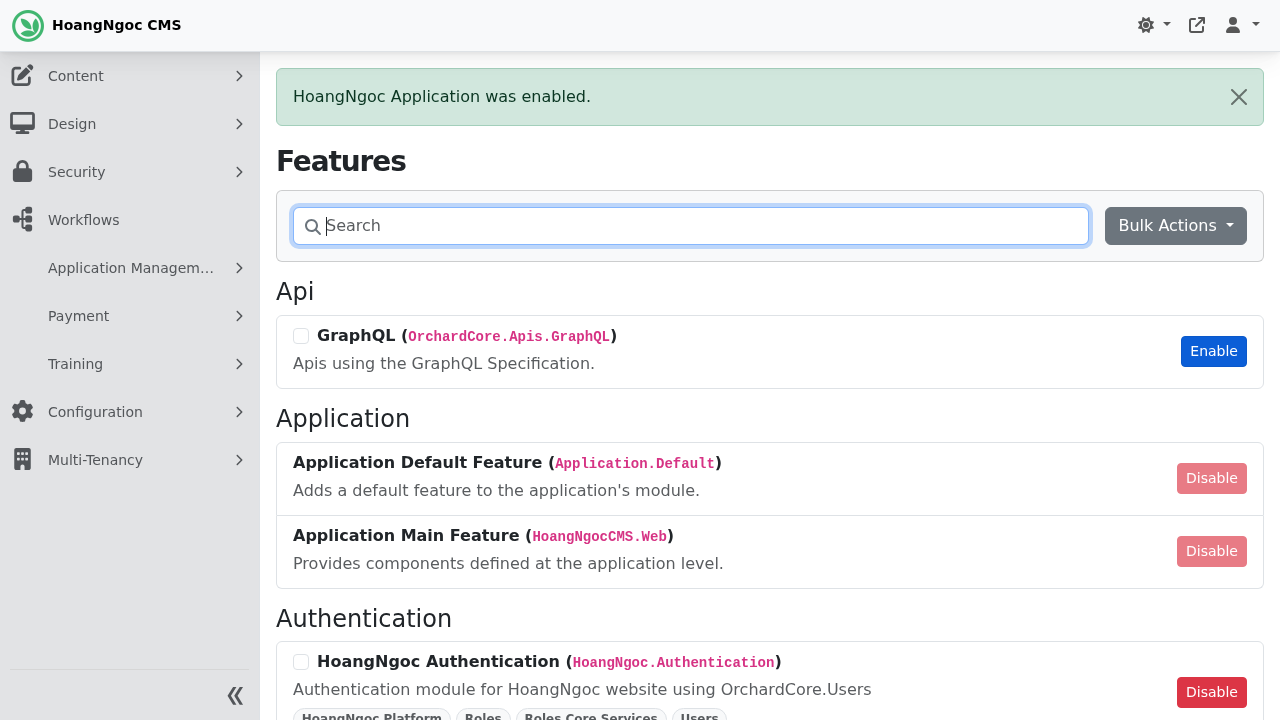 HoangNgoc CMS
Content
Design
Security
Workflows
Application Managem...
Payment
Training
Configuration
Multi-Tenancy
HoangNgoc Application was enabled.
Features
Search
Bulk Actions
Api
GraphQL (OrchardCore.Apis.GraphQL)
Apis using the GraphQL Specification.
Enable
Application
Application Default Feature (Application.Default)
Adds a default feature to the application's module.
Disable
Application Main Feature (HoangNgocCMS.Web)
Provides components defined at the application level.
Disable
Authentication
HoangNgoc Authentication (HoangNgoc.Authentication)
Authentication module for HoangNgoc website using OrchardCore.Users
Disable
HoangNgoc Platform Roles Roles Core Services Users